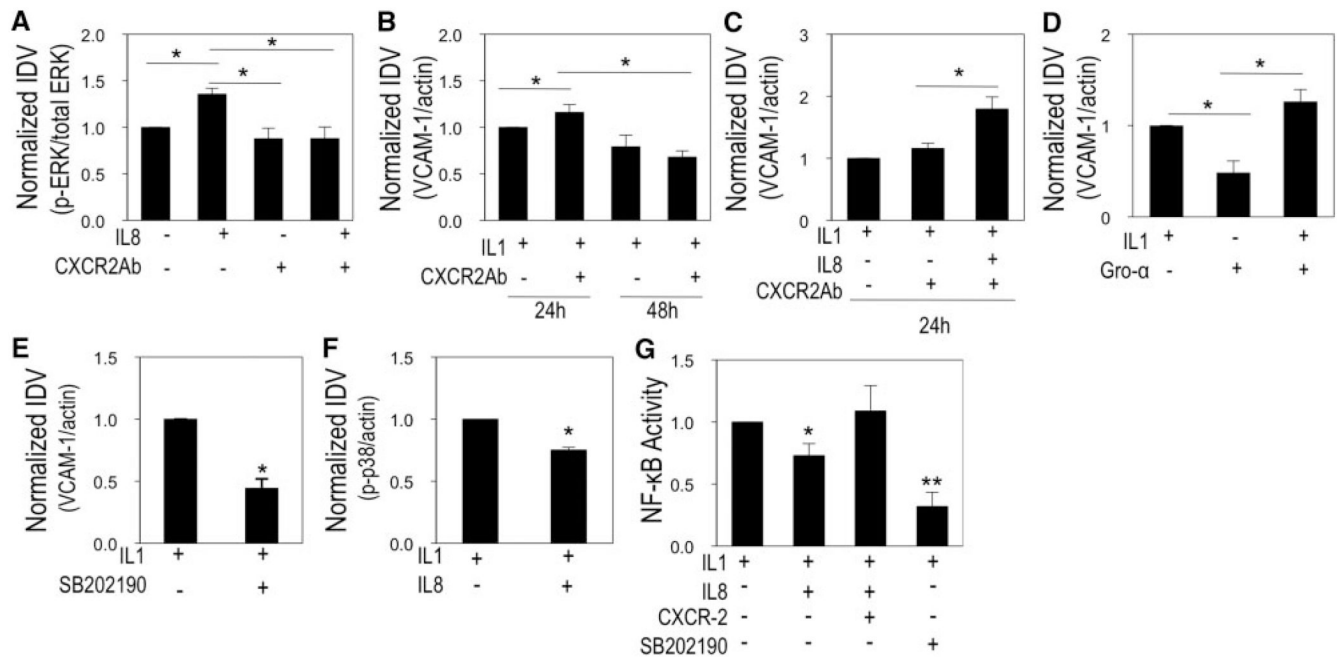 A
Normalized IDV
(p-ERK/total ERK)
2.0
1.5
1.0
0.5
0.0
* * *
IL8 - + - +
CXCR2Ab - - + +
B
Normalized IDV
(VCAM-1/actin)
2.0
1.5
1.0
0.5
0.0
* *
IL1 + + + +
CXCR2Ab - + - +
24h 48h
C
Normalized IDV
(VCAM-1/actin)
3
2
1
0
*
IL1 + + +
IL8 - - +
CXCR2Ab - + +
24h
D
Normalized IDV
(VCAM-1/actin)
2
1
0
* *
IL1 + - +
Gro-α - + +
E
Normalized IDV
(VCAM-1/actin)
1.5
1.0
0.5
0.0
*
IL1 + +
SB202190 - +
F
Normalized IDV
(p-p38/actin)
1.5
1.0
0.5
0.0
*
IL1 + +
IL8 - +
G
NF-κB Activity
1.5
1.0
0.5
0.0
* **
IL1 + + + +
IL8 - + + -
CXCR-2 - - + -
SB202190 - - - +